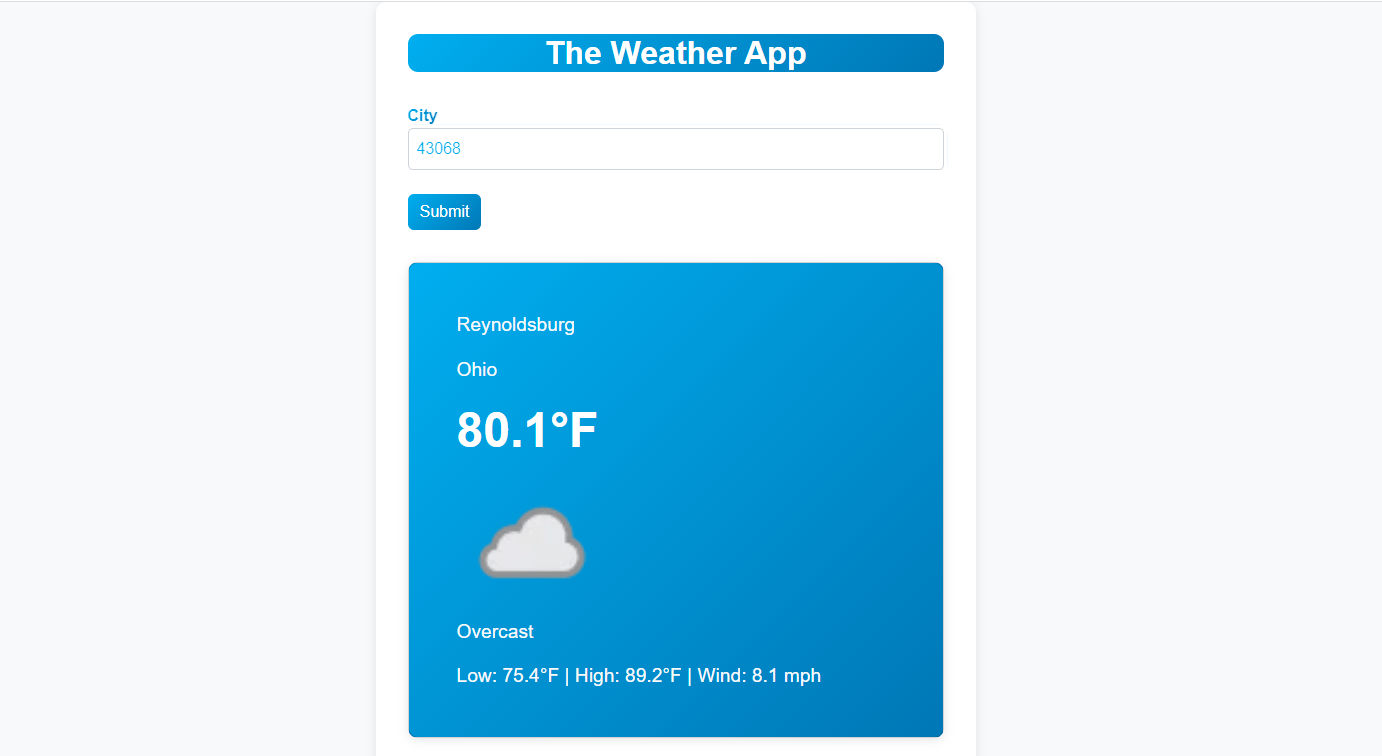 The Weather App
City
43068
Submit
Reynoldsburg
Ohio
80.1°F
Overcast
Low: 75.4°F | High: 89.2°F | Wind: 8.1 mph